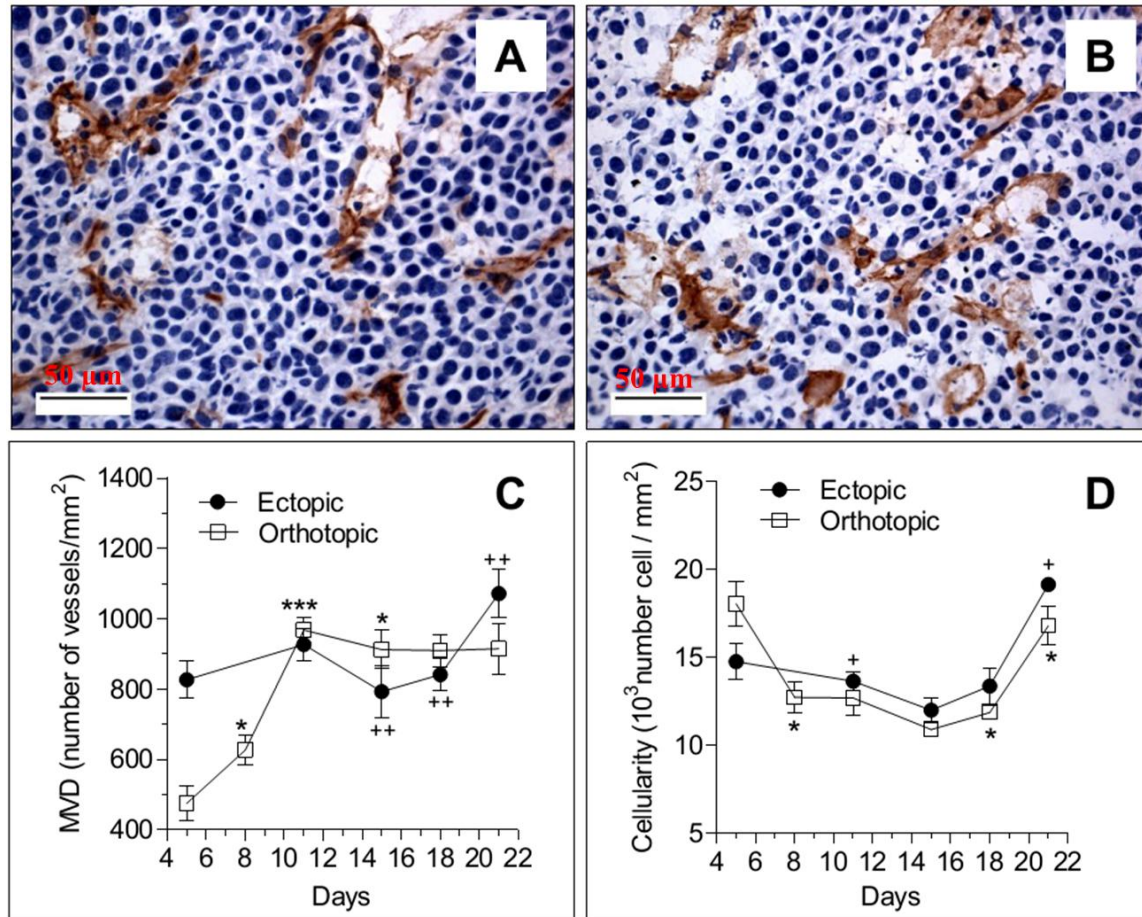 A
50 µm
B
50 µm
C
Ectopic
Orthotopic
MVD (number of vessels/mm²)
1400
1200
1000
800
600
400
*
***
*
++
++
++
4 6 8 10 12 14 16 18 20 22
Days
D
Ectopic
Orthotopic
Cellularity (10³number cell / mm²)
25
20
15
10
5
*
+
*
+
*
4 6 8 10 12 14 16 18 20 22
Days